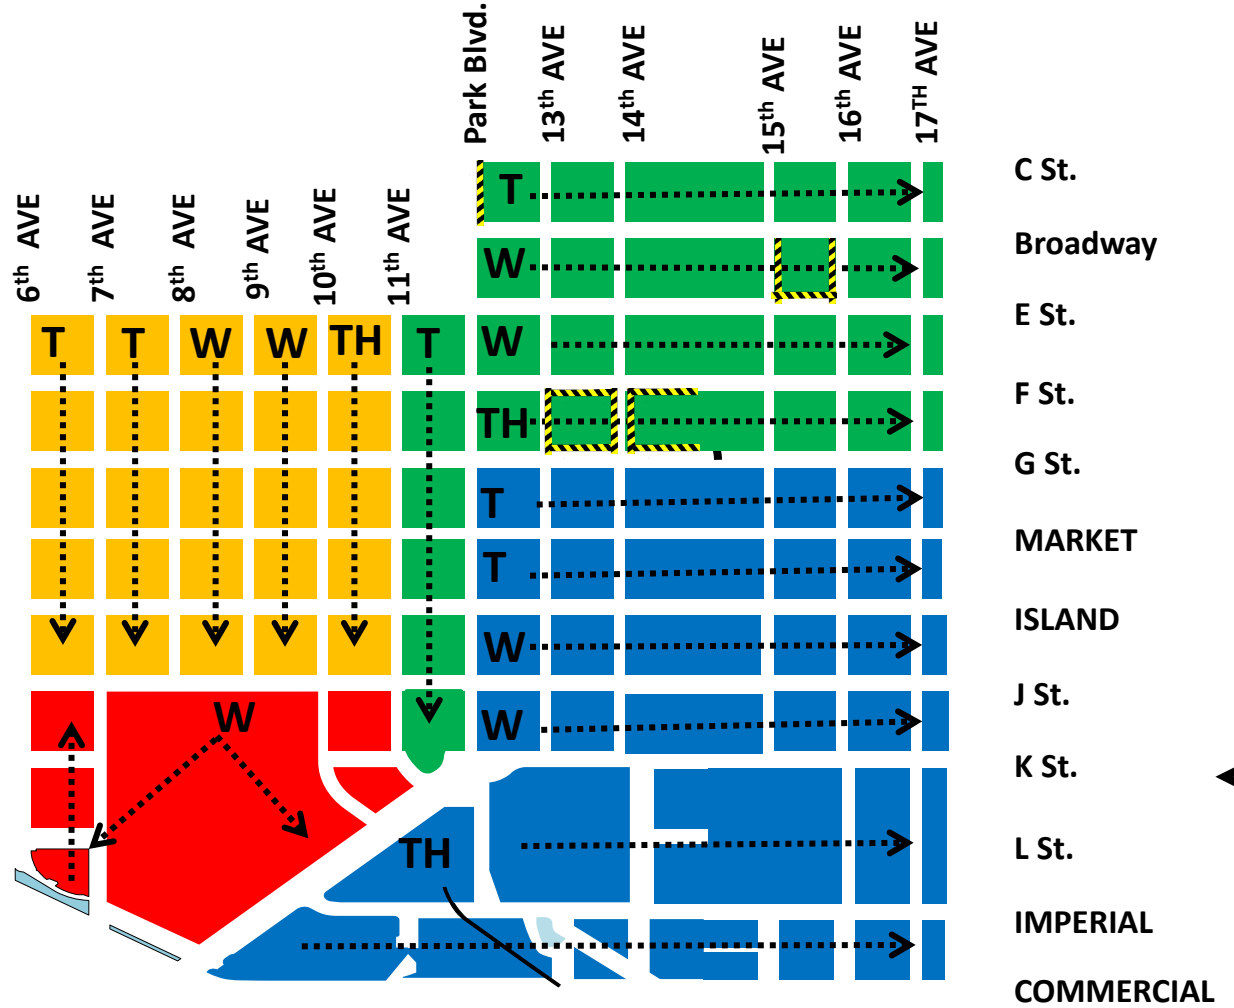 Park Blvd.
13th AVE
14th AVE
15th AVE
16th AVE
17TH AVE
6th AVE
7th AVE
8th AVE
9th AVE
10th AVE
11th AVE
T
C St.
W
Broadway
T
T
W
W
TH
T
W
E St.
TH
F St.
T
G St.
T
MARKET
W
ISLAND
W
W
J St.
K St.
TH
L St.
IMPERIAL
COMMERCIAL